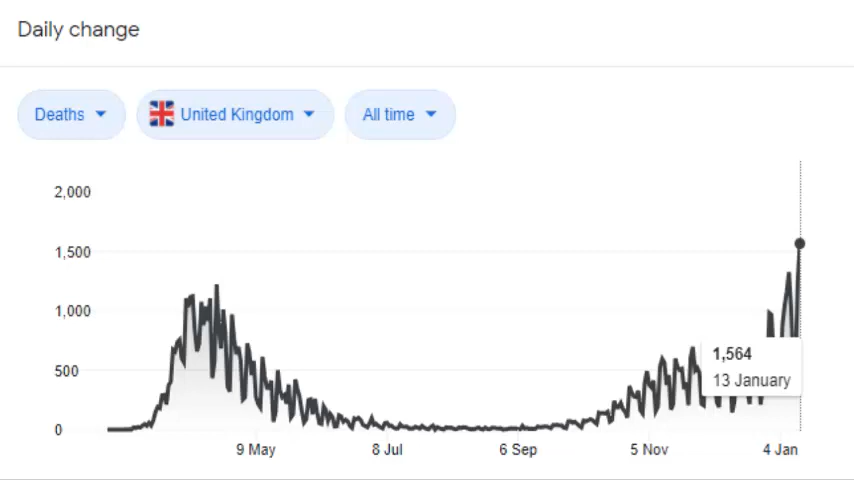 Daily change
Deaths
United Kingdom
All time
2,000
1,500
1,000
500
0
1,564
13 January
9 May
8 Jul
6 Sep
5 Nov
4 Jan